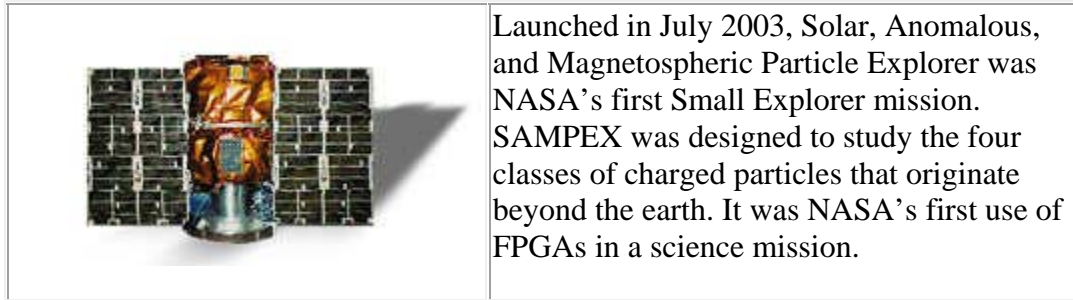 Launched in July 2003, Solar, Anomalous,
and Magnetospheric Particle Explorer was
NASA’s first Small Explorer mission.
SAMPEX was designed to study the four
classes of charged particles that originate
beyond the earth. It was NASA’s first use of
FPGAs in a science mission.